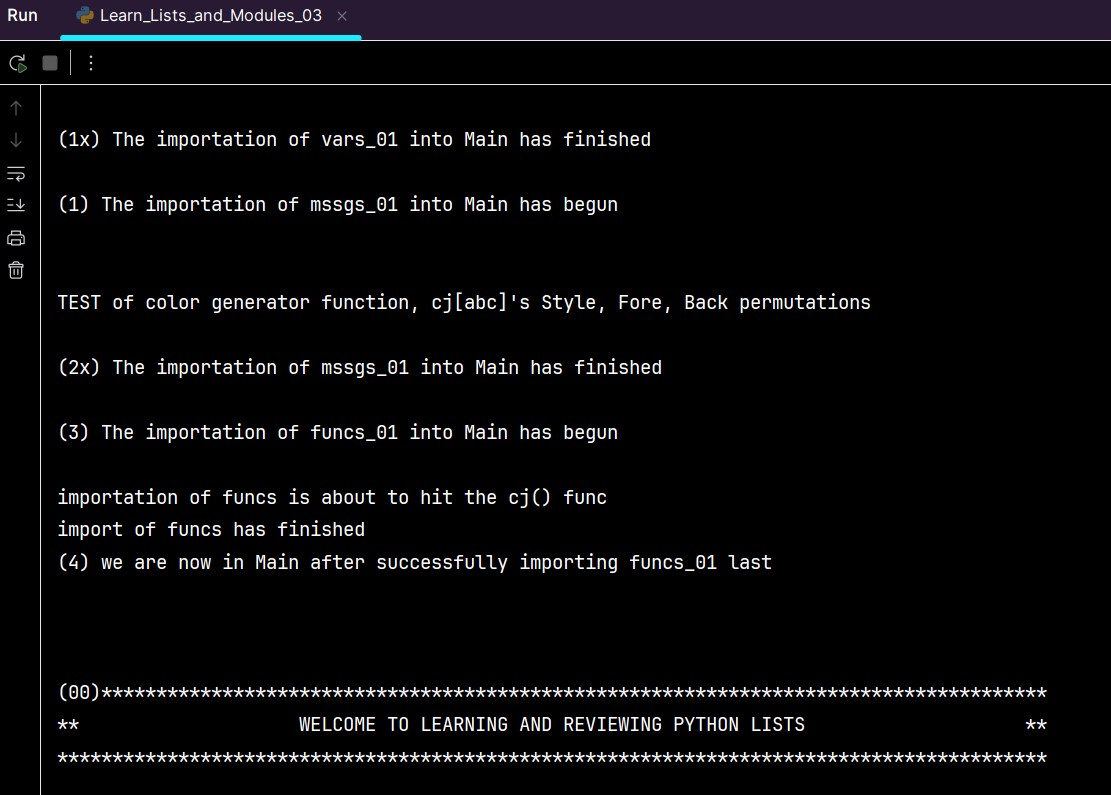 Run Learn_Lists_and_Modules_03
(1x) The importation of vars_01 into Main has finished
(1) The importation of mssgs_01 into Main has begun
TEST of color generator function, cj[abc]'s Style, Fore, Back permutations
(2x) The importation of mssgs_01 into Main has finished
(3) The importation of funcs_01 into Main has begun
importation of funcs is about to hit the cj() func
import of funcs has finished
(4) we are now in Main after successfully importing funcs_01 last
(00)**************************************************************************************
** WELCOME TO LEARNING AND REVIEWING PYTHON LISTS **
******************************************************************************************